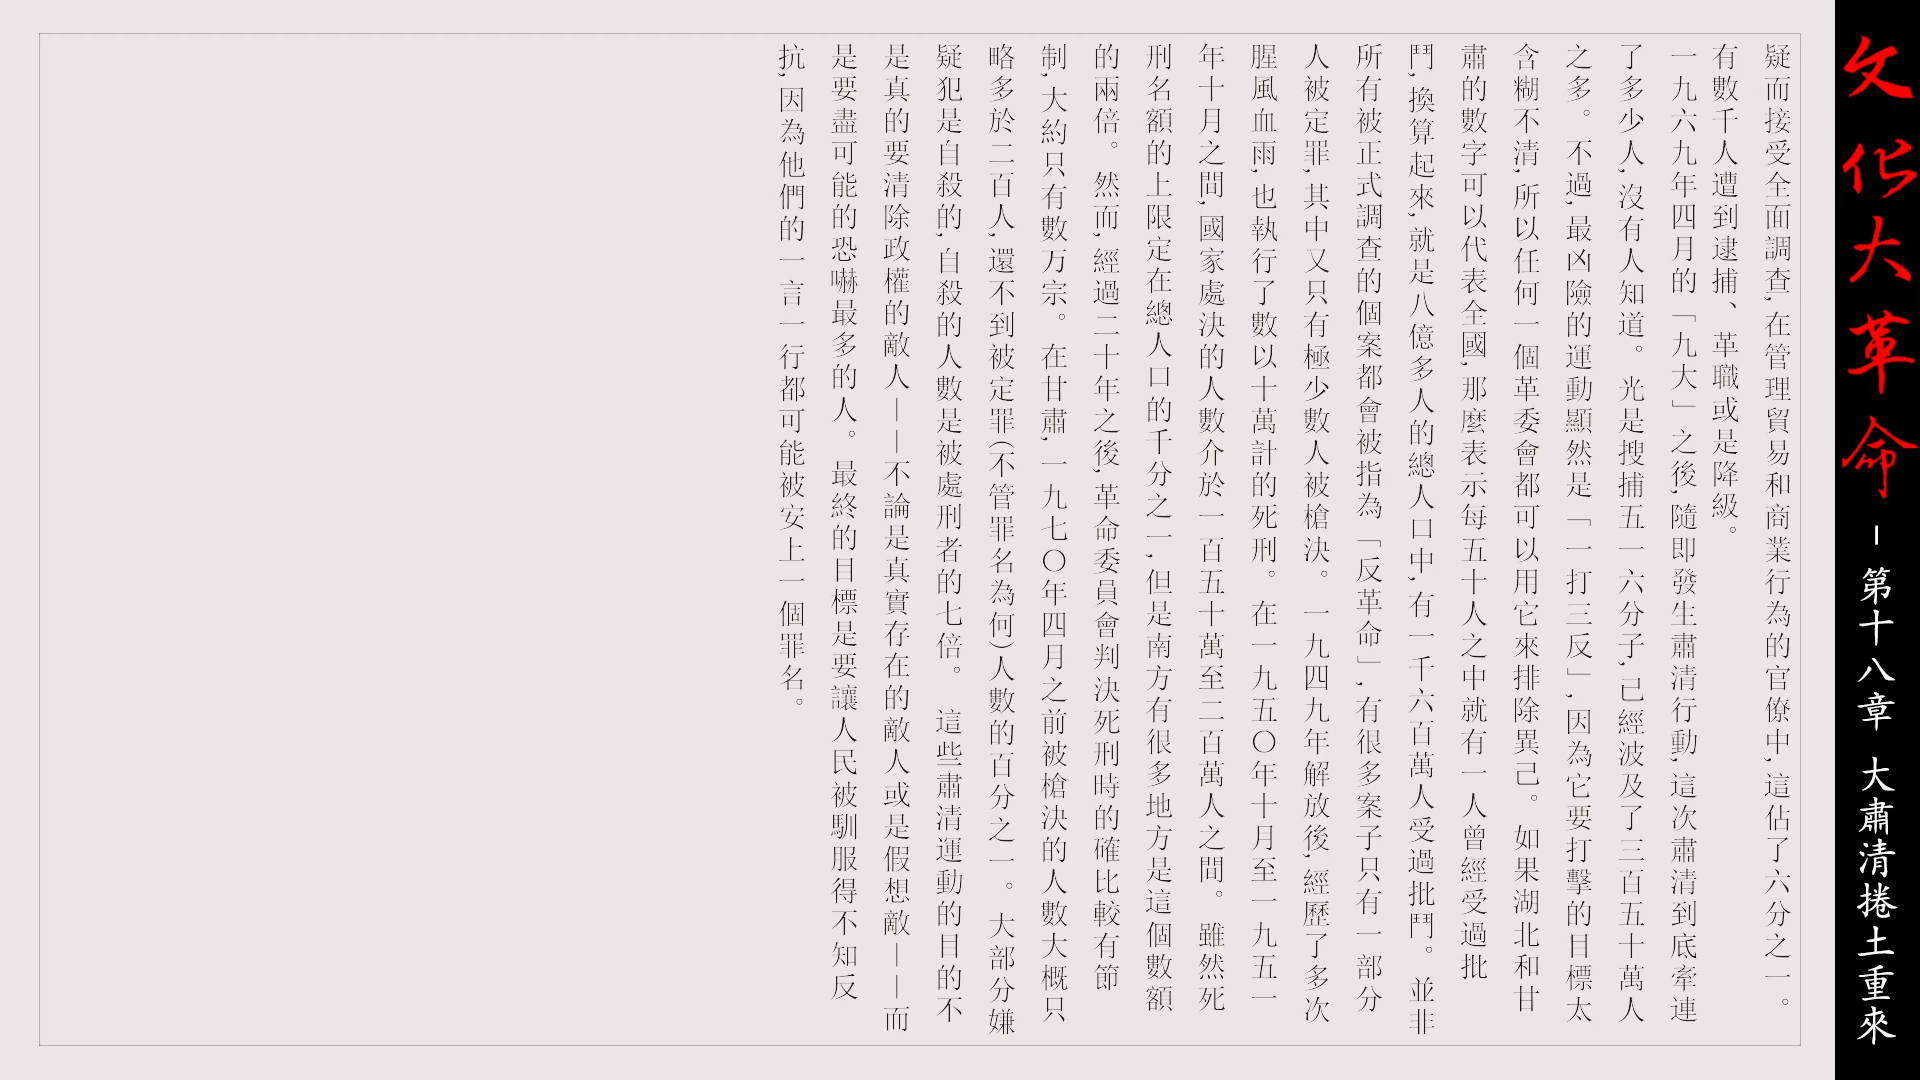 文化大革命 – 第十八章 大肅清捲土重來
疑而接受全面調查,在管理貿易和商業行為的官僚中,這佔了六分之一。
有數千人遭到逮捕、革職或是降級。
一九六九年四月的「九大」之後,隨即發生肅清行動,這次肅清到底牽連
了多少人,沒有人知道。光是搜捕五一六分子,己經波及了三百五十萬人
之多。不過,最凶險的運動顯然是「一打三反」,因為它要打擊的目標太
含糊不清,所以任何一個革委會都可以用它來排除異己。如果湖北和甘
肅的數字可以代表全國,那麼表示每五十人之中就有一人曾經受過批
鬥,換算起來,就是八億多人的總人口中,有一千六百萬人受過批鬥。並非
所有被正式調查的個案都會被指為「反革命」,有很多案子只有一部分
人被定罪,其中又只有極少數人被槍決。一九四九年解放後,經歷了多次
腥風血雨,也執行了數以十萬計的死刑。在一九五〇年十月至一九五一
年十月之間,國家處決的人數介於一百五十萬至二百萬人之間。雖然死
刑名額的上限定在總人口的千分之一,但是南方有很多地方是這個數額
的兩倍。然而,經過二十年之後,革命委員會判決死刑時的確比較有節
制,大約只有數万宗。在甘肅,一九七〇年四月之前被槍決的人數大概只
略多於二百人,還不到被定罪(不管罪名為何)人數的百分之一。大部分嫌
疑犯是自殺的,自殺的人數是被處刑者的七倍。這些肅清運動的目的不
是真的要清除政權的敵人——不論是真實存在的敵人或是假想敵——而
是要盡可能的恐嚇最多的人。最終的目標是要讓人民被馴服得不知反
抗,因為他們的一言一行都可能被安上一個罪名。